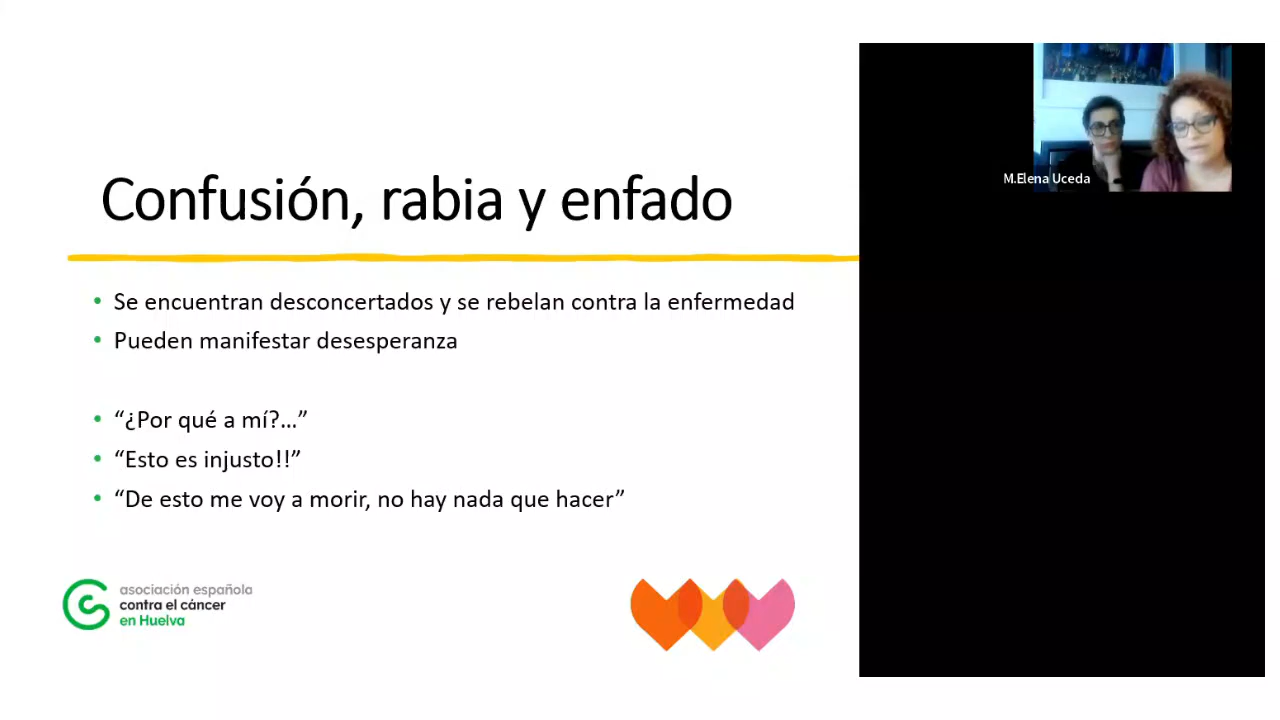 Confusión, rabia y enfado
• Se encuentran desconcertados y se rebelan contra la enfermedad
• Pueden manifestar desesperanza
• “¿Por qué a mí?...”
• “Esto es injusto!!”
• “De esto me voy a morir, no hay nada que hacer”
asociación española
contra el cáncer
en Huelva
M.Elena Uceda